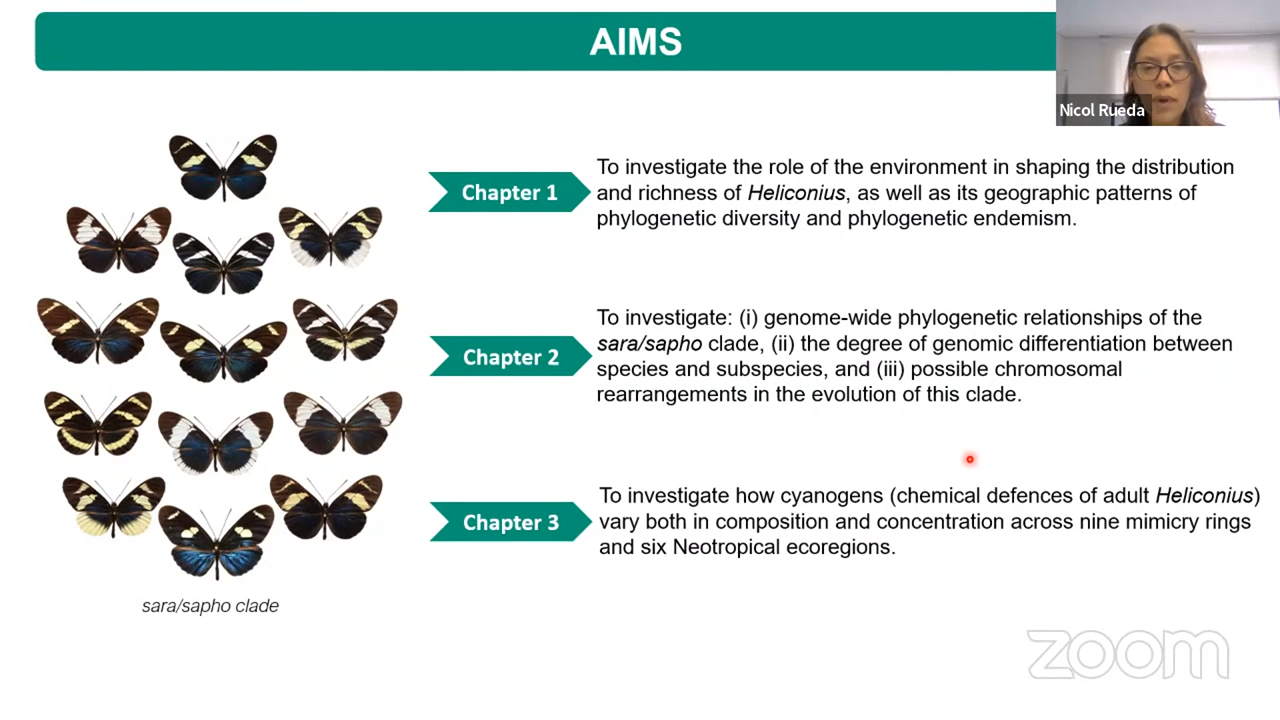 AIMS
Nicol Rueda
Chapter 1
To investigate the role of the environment in shaping the distribution
and richness of Heliconius, as well as its geographic patterns of
phylogenetic diversity and phylogenetic endemism.
Chapter 2
To investigate: (i) genome-wide phylogenetic relationships of the
sara/sapho clade, (ii) the degree of genomic differentiation between
species and subspecies, and (iii) possible chromosomal
rearrangements in the evolution of this clade.
Chapter 3
To investigate how cyanogens (chemical defences of adult Heliconius)
vary both in composition and concentration across nine mimicry rings
and six Neotropical ecoregions.
sara/sapho clade
zoom